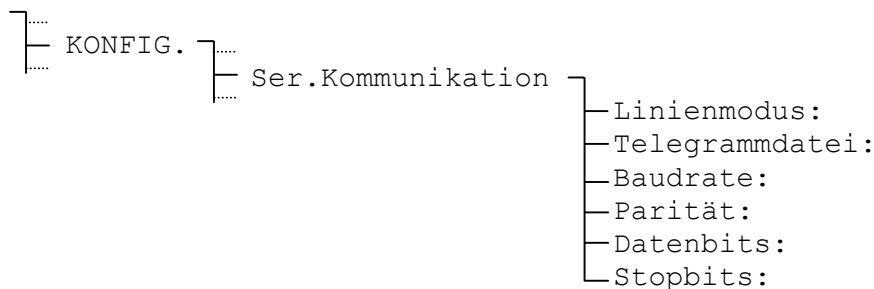 KONFIG.
Ser.Kommunikation
Linienmodus:
Telegrammdatei:
Baudrate:
Parität:
Datenbits:
Stopbits: